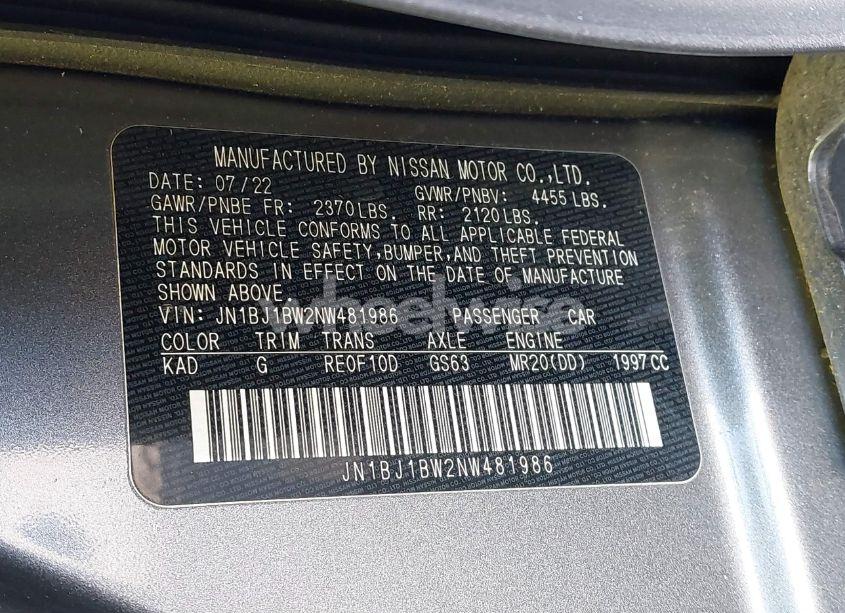 MANUFACTURED BY NISSAN MOTOR CO.,LTD.
DATE: 07/22 GVWR/PNBV: 4455 LBS.
GAWR/PNBE FR: 2370 LBS. RR: 2120 LBS.
THIS VEHICLE CONFORMS TO ALL APPLICABLE FEDERAL
MOTOR VEHICLE SAFETY,BUMPER,AND THEFT PREVENTION
STANDARDS IN EFFECT ON THE DATE OF MANUFACTURE
SHOWN ABOVE.
wheelwise
VIN: JN1BJ1BW2NW481986 PASSENGER CAR
COLOR TRIM TRANS AXLE ENGINE
KAD G RE0F10D GS63 MR20(DD) 1997CC
JN1BJ1BW2NW481986